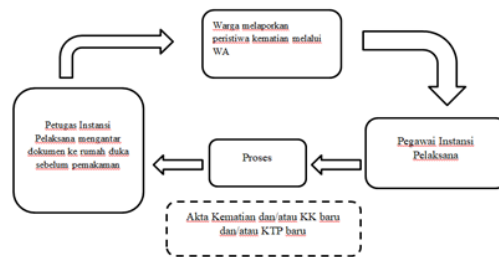 Warga melaporkan
peristiwa kematian melalui
WA
Pegawai Instansi
Pelaksana
Proses
Petugas Instansi
Pelaksana mengantar
dokumen ke rumah duka
sebelum pemakaman
Akta Kematian dan/atau KK baru
dan/atau KTP baru